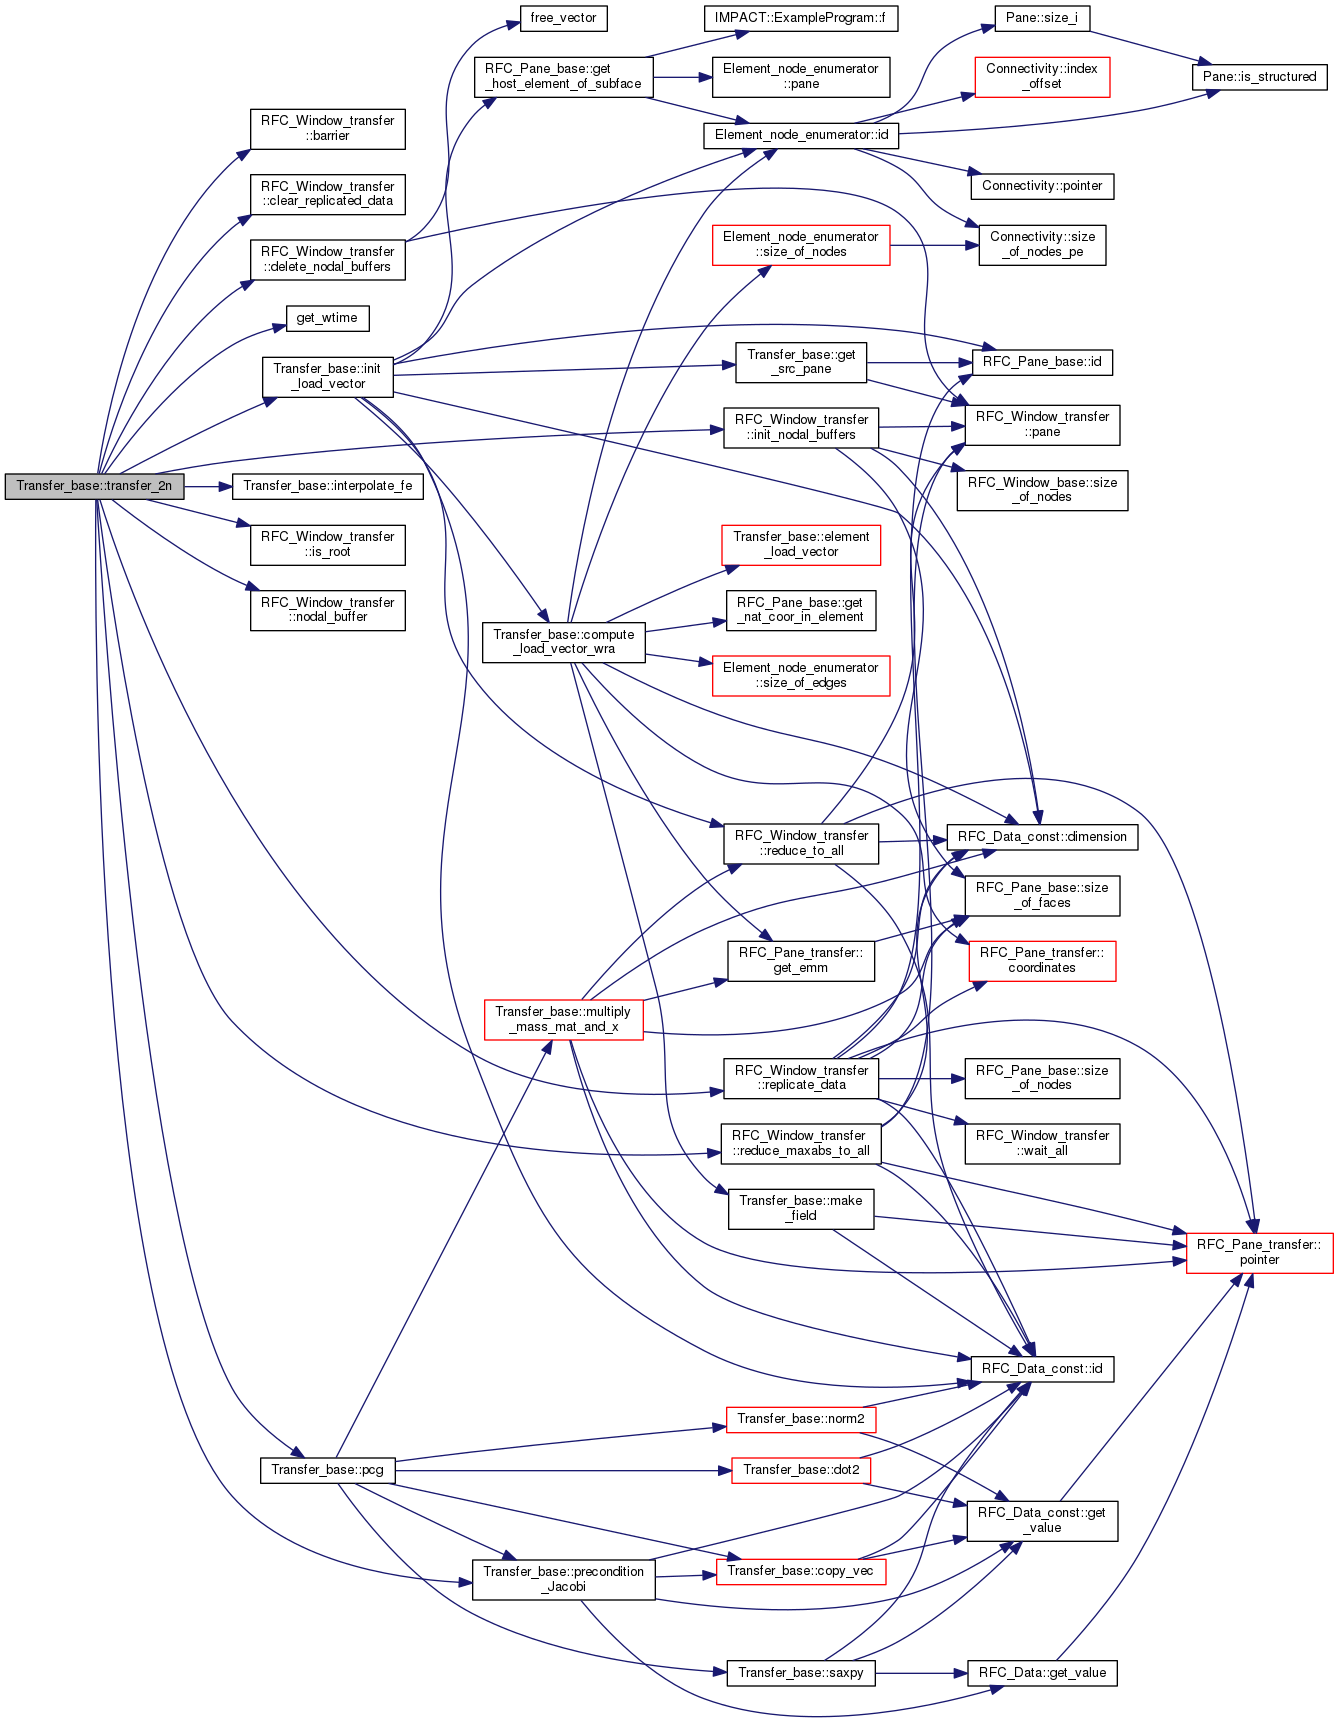 free_vector
IMPACT::ExampleProgram::f
Pane::size_i
RFC_Pane_base::get
_host_element_of_subface
Element_node_enumerator
::pane
Connectivity::index
_offset
Pane::is_structured
RFC_Window_transfer
::barrier
Element_node_enumerator::id
RFC_Window_transfer
::clear_replicated_data
Connectivity::pointer
RFC_Window_transfer
::delete_nodal_buffers
Element_node_enumerator
::size_of_nodes
Connectivity::size
_of_nodes_pe
get_wtime
Transfer_base::init
_load_vector
Transfer_base::get
_src_pane
RFC_Pane_base::id
RFC_Window_transfer
::init_nodal_buffers
RFC_Window_transfer
::pane
Transfer_base::transfer_2n
Transfer_base::interpolate_fe
RFC_Window_base::size
_of_nodes
RFC_Window_transfer
::is_root
Transfer_base::element
_load_vector
RFC_Window_transfer
::nodal_buffer
RFC_Pane_base::get
_nat_coor_in_element
Transfer_base::compute
_load_vector_wra
Element_node_enumerator
::size_of_edges
RFC_Window_transfer
::reduce_to_all
RFC_Data_const::dimension
RFC_Pane_base::size
_of_faces
RFC_Pane_transfer::
get_emm
RFC_Pane_transfer::
coordinates
Transfer_base::multiply
_mass_mat_and_x
RFC_Window_transfer
::replicate_data
RFC_Pane_base::size
_of_nodes
RFC_Window_transfer
::reduce_maxabs_to_all
RFC_Window_transfer
::wait_all
Transfer_base::make
_field
RFC_Pane_transfer::
pointer
RFC_Data_const::id
Transfer_base::norm2
Transfer_base::pcg
Transfer_base::dot2
RFC_Data_const::get
_value
Transfer_base::precondition
_Jacobi
Transfer_base::copy_vec
Transfer_base::saxpy
RFC_Data::get_value